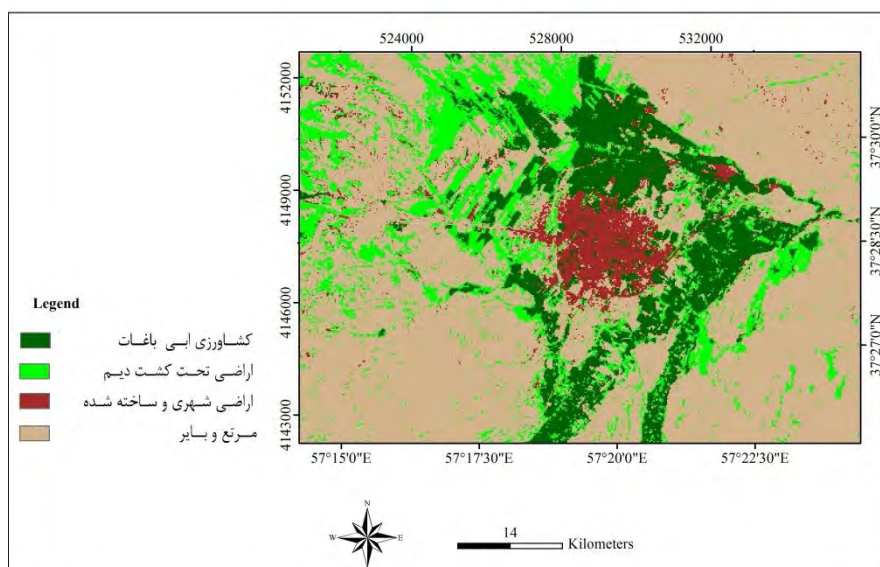 524000 528000 532000
4152000
4149000
4146000
4143000
37°30'0"N
37°28'30"N
37°27'0"N
57°15'0"E 57°17'30"E 57°20'0"E 57°22'30"E
Legend
کشاورزی ابی باغات
اراضی تحت کشت دیم
اراضی شهری و ساخته شده
مرتع و بایر
N
W E
S
14
Kilometers